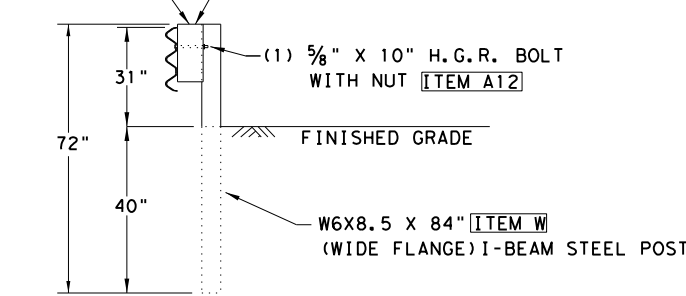 (1) 5/8" X 10" H.G.R. BOLT
WITH NUT ITEM A12
31"
72"
FINISHED GRADE
40"
W6X8.5 X 84" ITEM W
(WIDE FLANGE) I-BEAM STEEL POST